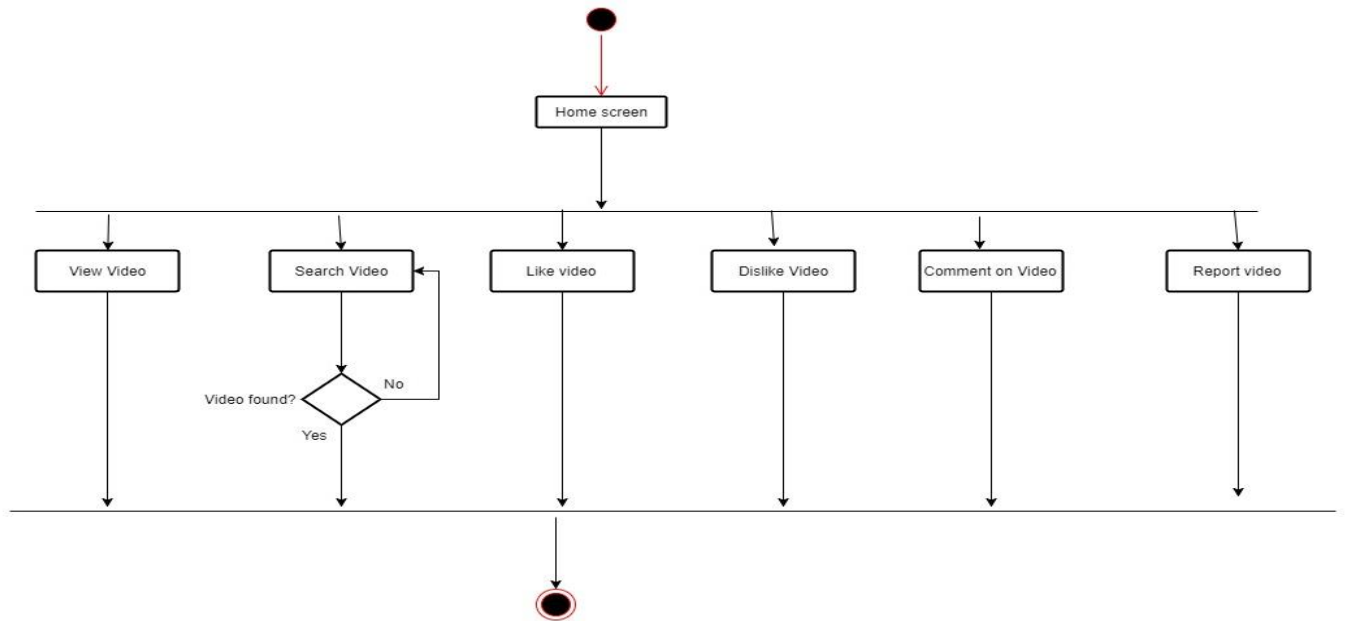 Home screen
View Video
Search Video
Like video
Dislike Video
Comment on Video
Report video
No
Video found?
Yes